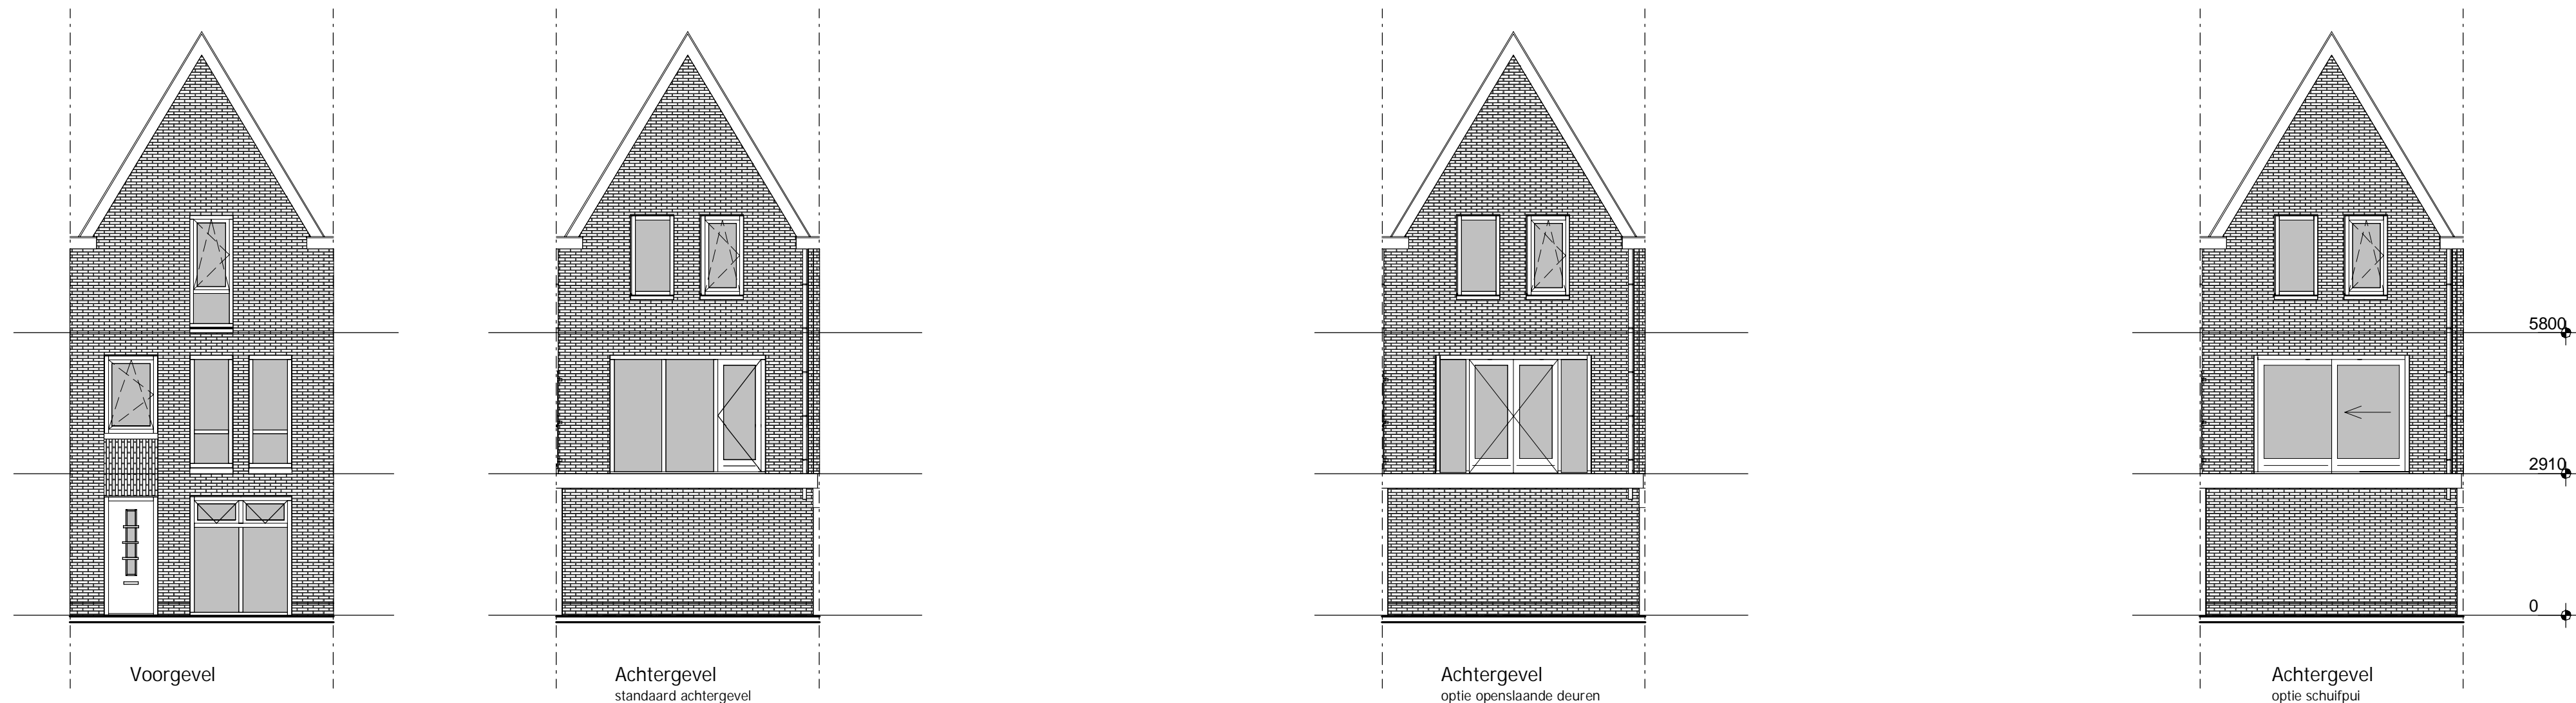 5800
2910
0
Voorgevel
Achtergevel
standaard achtergevel
Achtergevel
optie openslaande deuren
Achtergevel
optie schuifpui